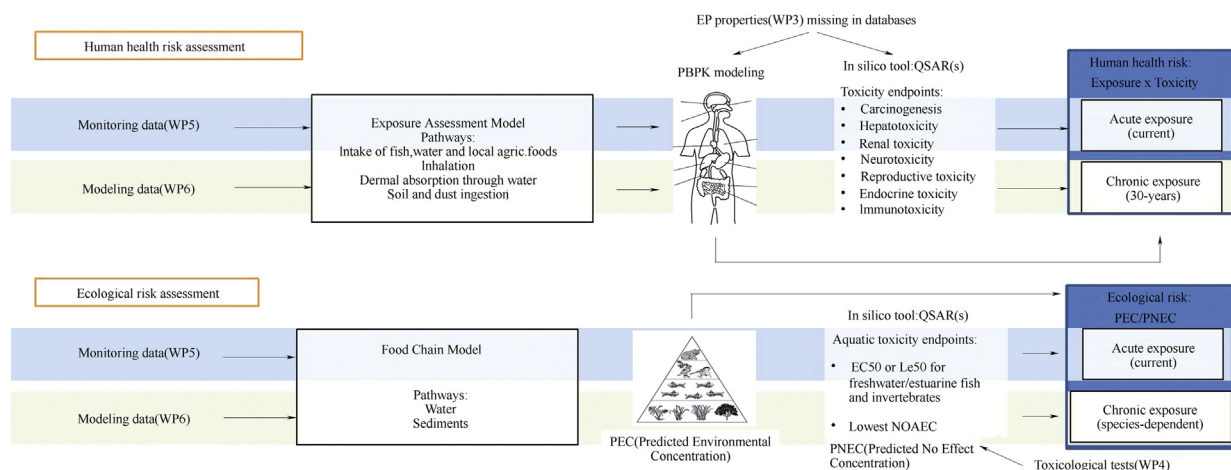 EP properties(WP3) missing in databases
Human health risk assessment
PBPK modeling
In silico tool:QSAR(s)
Human health risk:
Exposure x Toxicity
Monitoring data(WP5)
Modeling data(WP6)
Exposure Assessment Model
Pathways:
Intake of fish,water and local agric.foods
Inhalation
Dermal absorption through water
Soil and dust ingestion
Toxicity endpoints:
• Carcinogenesis
• Hepatotoxicity
• Renal toxicity
• Neurotoxicity
• Reproductive toxicity
• Endocrine toxicity
• Immunotoxicity
Acute exposure
(current)
Chronic exposure
(30-years)
Ecological risk assessment
In silico tool:QSAR(s)
Ecological risk:
PEC/PNEC
Monitoring data(WP5)
Modeling data(WP6)
Food Chain Model
Pathways:
Water
Sediments
PEC(Predicted Environmental
Concentration)
Aquatic toxicity endpoints:
• EC50 or Le50 for
freshwater/estuarine fish
and invertebrates
• Lowest NOAEC
PNEC(Predicted No Effect
Concentration)
Acute exposure
(current)
Chronic exposure
(species-dependent)
Toxicological tests(WP4)